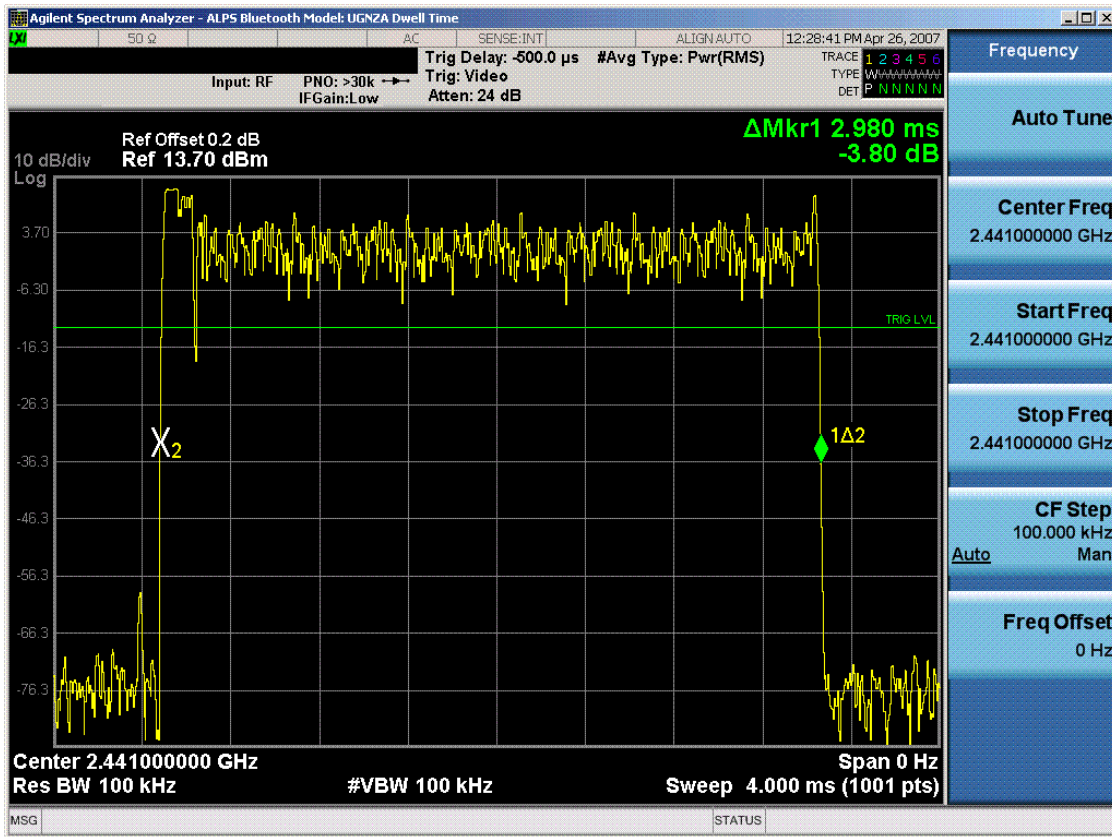 Agilent Spectrum Analyzer - ALPS Bluetooth Model: UGNZA Dwell Time
LXI 50 Ω AC SENSE:INT ALIGN AUTO 12:28:41 PM Apr 26, 2007
Input: RF PNO: >30k Trig Delay: -500.0 µs #Avg Type: Pwr(RMS) TRACE 1 2 3 4 5 6
IFGain:Low Trig: Video TYPE W
Atten: 24 dB DET P N N N N N
Ref Offset 0.2 dB ΔMkr1 2.980 ms
10 dB/div Ref 13.70 dBm -3.80 dB
Log
3.70
-6.30
TRIG LVL
-16.3
-26.3
X2 1Δ2
-36.3
-46.3
-56.3
-66.3
-76.3
Center 2.441000000 GHz Span 0 Hz
Res BW 100 kHz #VBW 100 kHz Sweep 4.000 ms (1001 pts)
MSG STATUS
Frequency
Auto Tune
Center Freq
2.441000000 GHz
Start Freq
2.441000000 GHz
Stop Freq
2.441000000 GHz
CF Step
100.000 kHz
Auto Man
Freq Offset
0 Hz